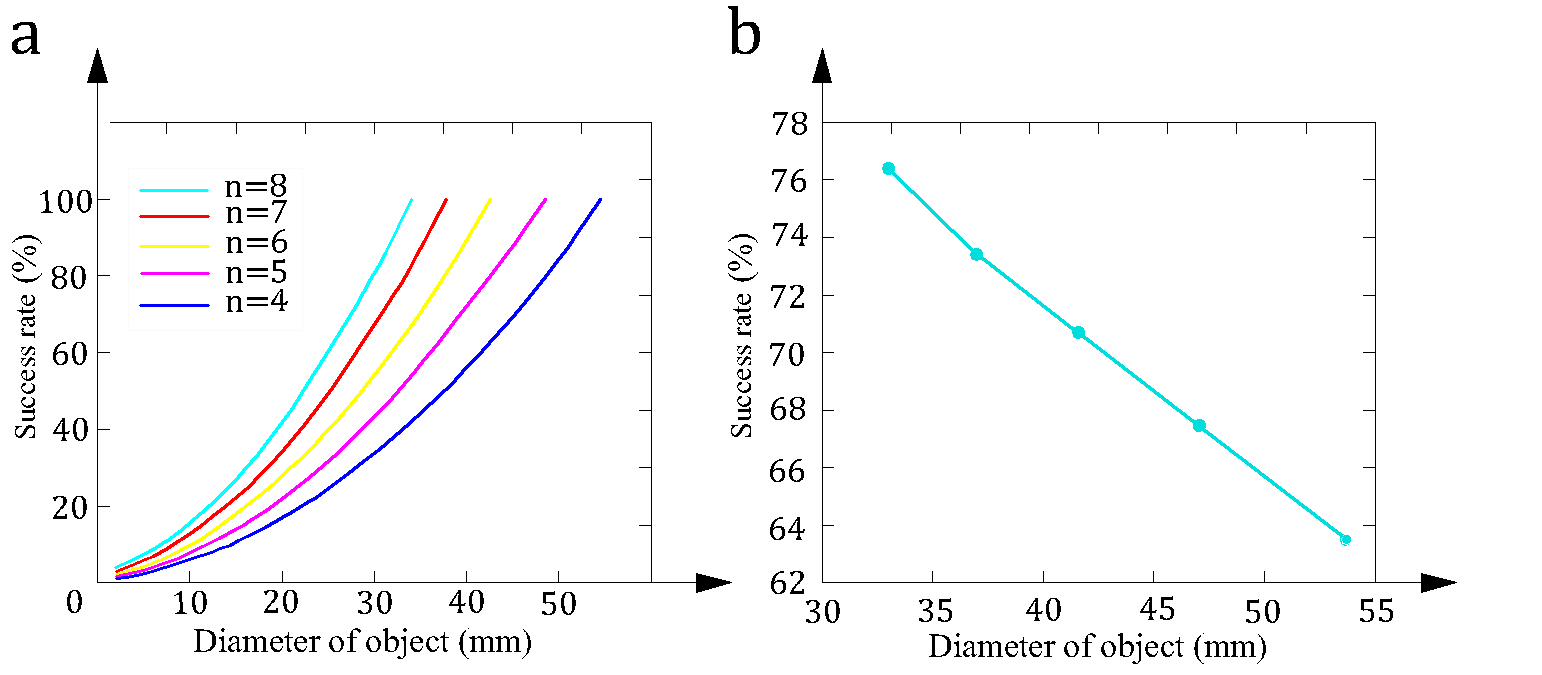 a
Success rate (%)
100
80
60
40
20
0
10
20
30
40
50
Diameter of object (mm)
n=8
n=7
n=6
n=5
n=4
b
Success rate (%)
78
76
74
72
70
68
66
64
62
30
35
40
45
50
55
Diameter of object (mm)